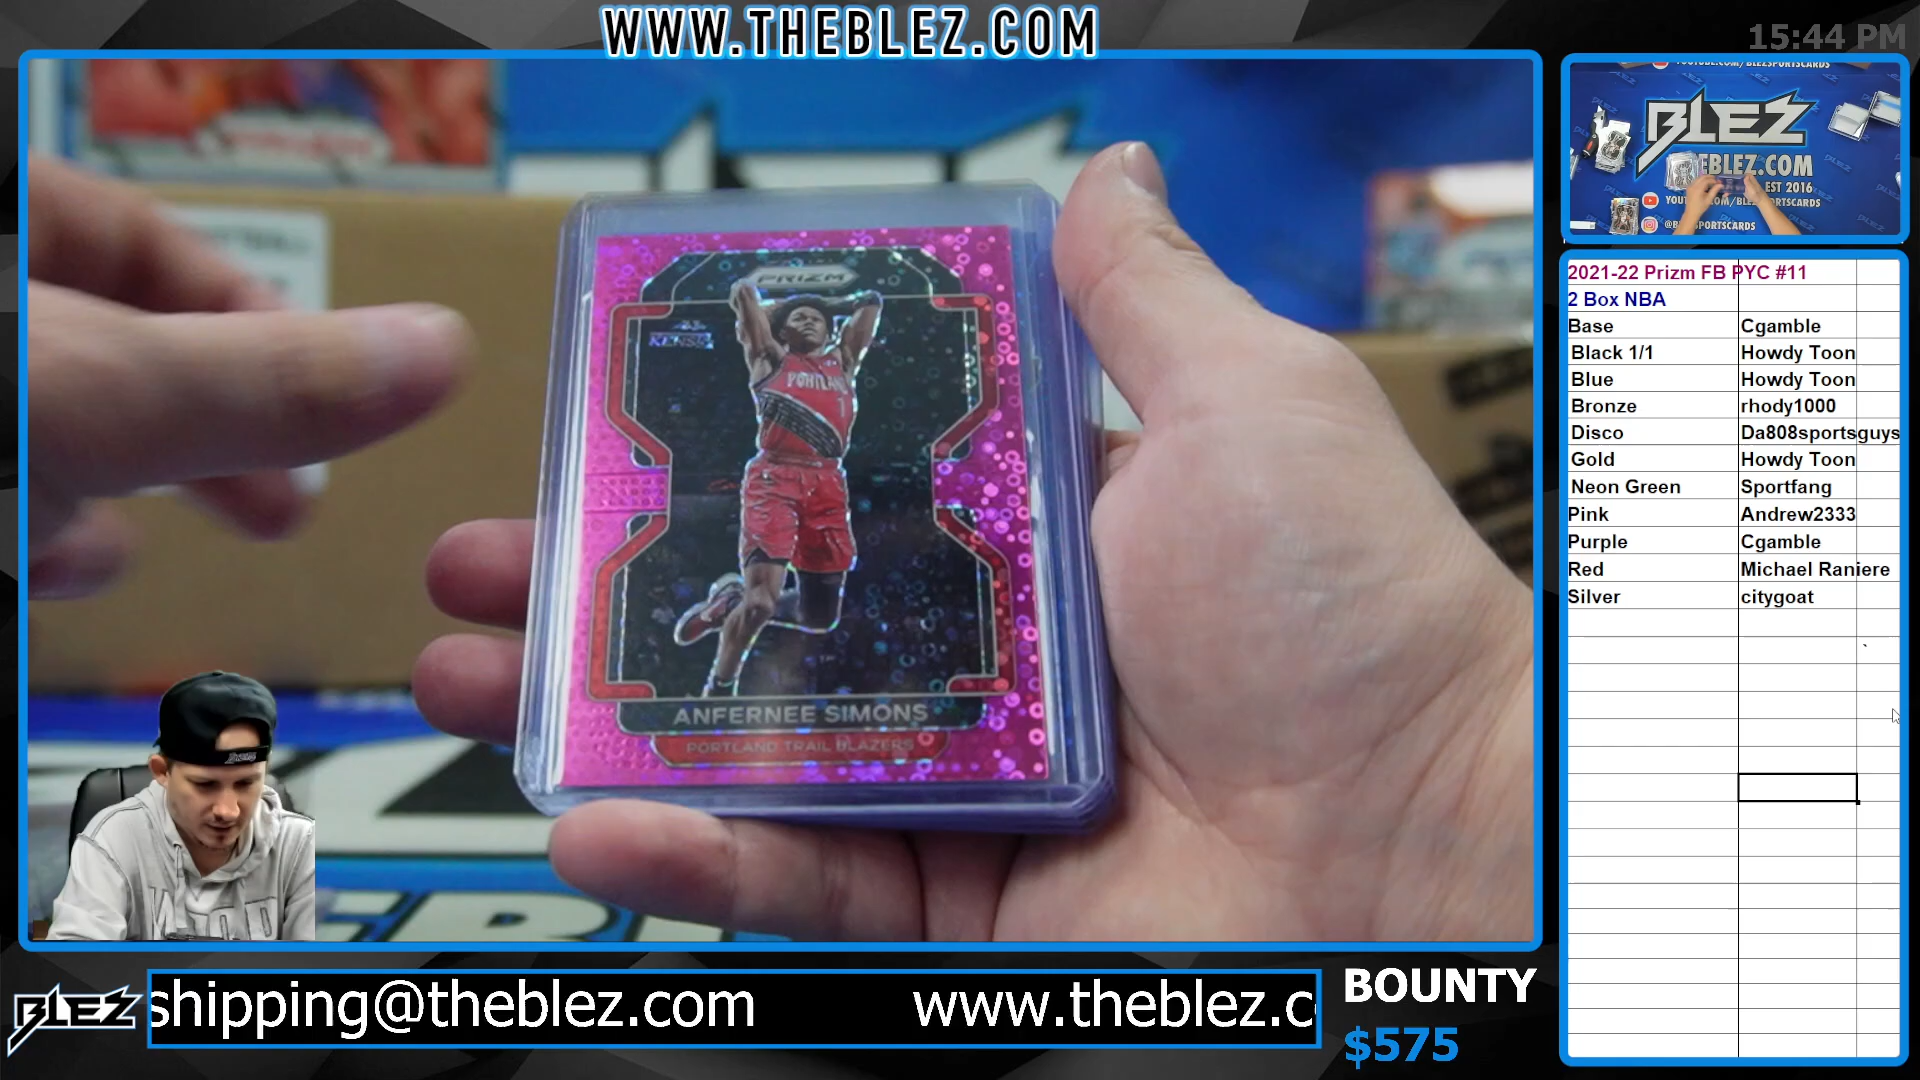 WWW.THEBLEZ.COM
15:44 PM
PRIZM
PORTLAND
1
ANFERNEE SIMONS
PORTLAND TRAIL BLAZERS
BLEZ
EBLEZ.COM
EST 2016
@B
SPORTSCARDS
2021-22 Prizm FB PYC #11
2 Box NBA
Base Cgamble
Black 1/1 Howdy Toon
Blue Howdy Toon
Bronze rhody1000
Disco Da808sportsguys
Gold Howdy Toon
Neon Green Sportfang
Pink Andrew2333
Purple Cgamble
Red Michael Raniere
Silver citygoat
BLEZ
shipping@theblez.com www.theblez.c
BOUNTY
$575